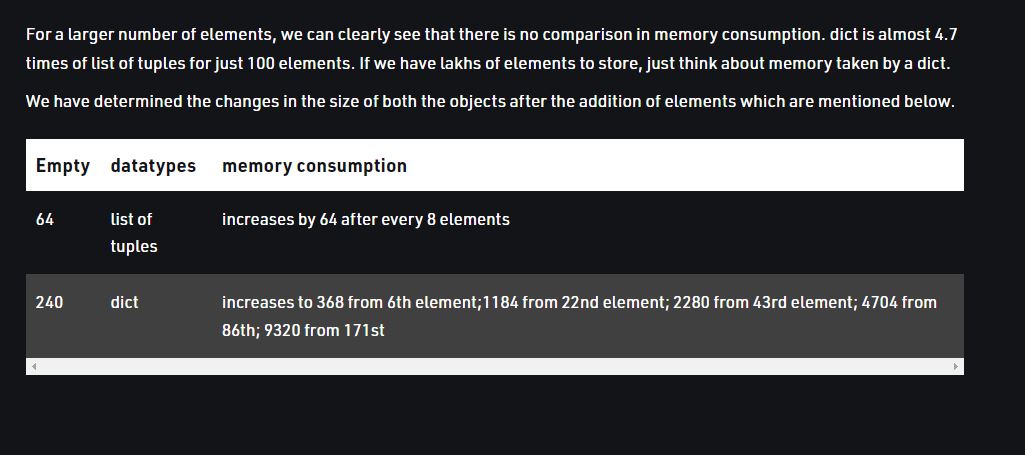 For a larger number of elements, we can clearly see that there is no comparison in memory consumption. dict is almost 4.7
times of list of tuples for just 100 elements. If we have lakhs of elements to store, just think about memory taken by a dict.
We have determined the changes in the size of both the objects after the addition of elements which are mentioned below.
Empty datatypes memory consumption
64 list of tuples increases by 64 after every 8 elements
240 dict increases to 368 from 6th element;1184 from 22nd element; 2280 from 43rd element; 4704 from
86th; 9320 from 171st